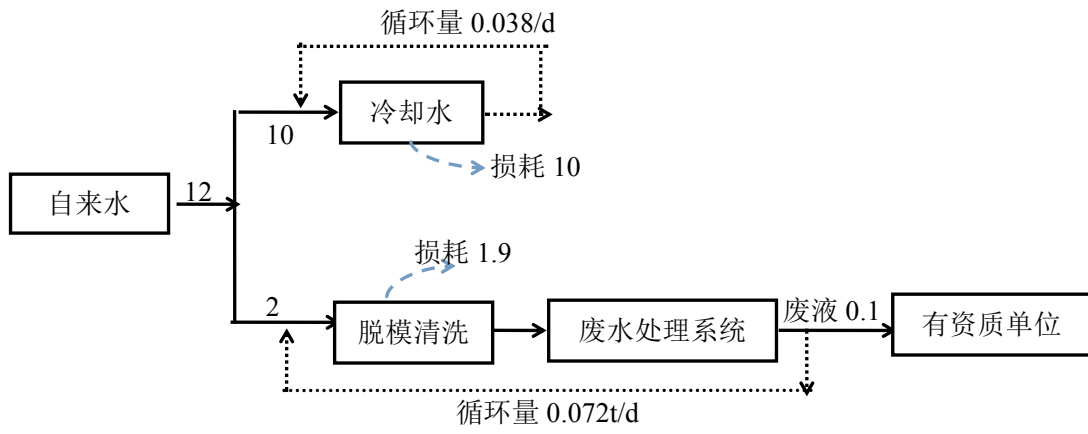 循环量 0.038/d
冷却水
10
损耗 10
自来水
12
损耗 1.9
2
脱模清洗
废水处理系统
废液 0.1
有资质单位
循环量 0.072t/d